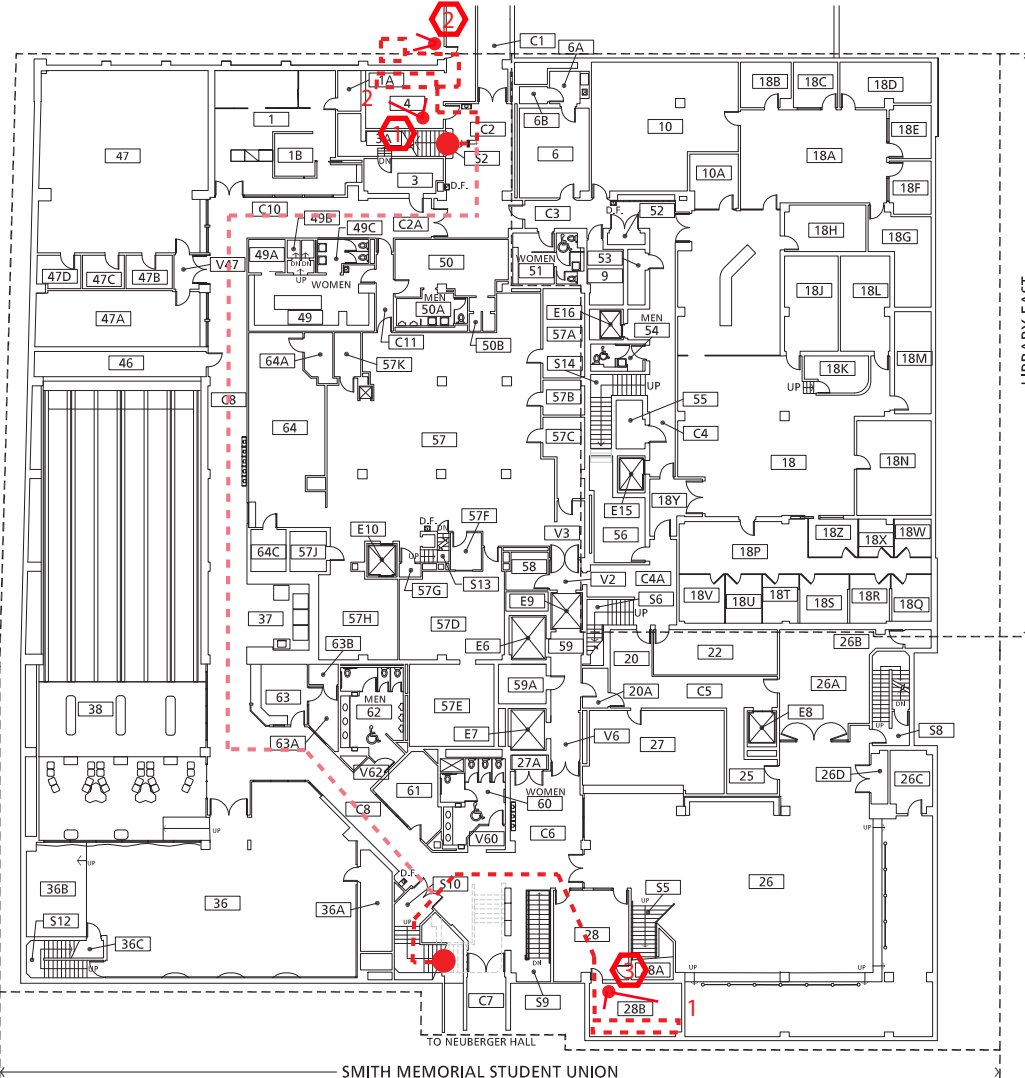 2
C1
6A
18B
18C
18D
1A
2
4
1
6B
10
1
3A
C2
18E
47
1B
DN
S2
6
18A
3
D.F.
10A
18F
C10
49B
49C
C2A
C3
D.F.
52
18H
18G
49A
DN
DN
UP
WOMEN
50
WOMEN
51
53
9
18J
18L
47D
47C
47B
V47
MEN
50A
49
E16
MEN
54
47A
57A
18M
C11
50B
S14
46
64A
57K
UP
18K
UP
C8
64
57B
55
57
57C
C4
18
18N
E15
18Y
D.F.
DN
57F
V3
56
E10
64C
57J
UP
57G
S13
58
V2
C4A
18P
18Z
18X
18W
18V
18U
18T
18S
18R
18Q
37
57H
57D
E9
S6
UP
E6
59
26B
63B
20
22
63
MEN
62
57E
59A
20A
C5
26A
DN
38
E7
V6
27
E8
UP
S8
63A
V62
27A
25
26D
26C
61
WOMEN
60
C8
V60
C6
UP
UP
UP
D.F.
S10
S5
26
36B
36
36A
UP
UP
S12
36C
UP
DN
28
3
8A
UP
UP
C7
S9
28B
1
TO NEUBERGER HALL
SMITH MEMORIAL STUDENT UNION